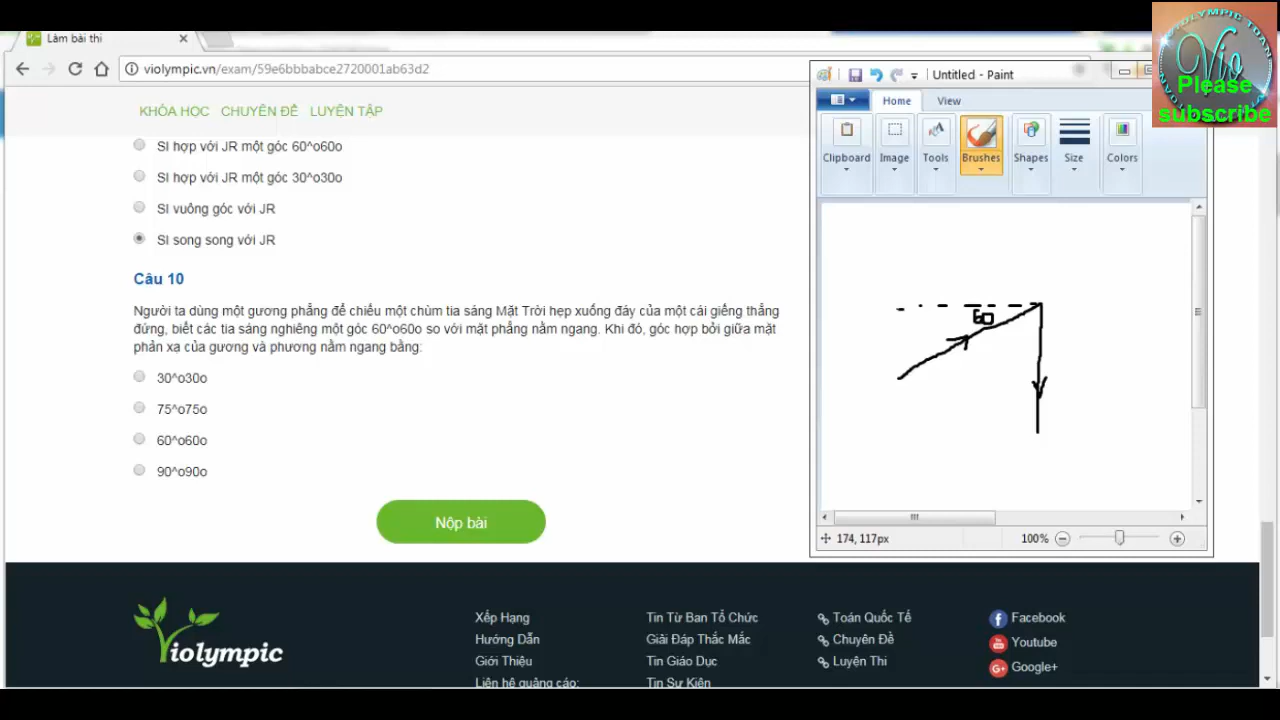 Làm bài thi
violympic.vn/exam/59e6bbbabce2720001ab63d2
KHÓA HỌC CHUYÊN ĐỀ LUYỆN TẬP
SI hợp với JR một góc 60^o60o
SI hợp với JR một góc 30^o30o
SI vuông góc với JR
SI song song với JR
Câu 10
Người ta dùng một gương phẳng để chiếu một chùm tia sáng Mặt Trời hẹp xuống đáy của một cái giếng thẳng
đứng, biết các tia sáng nghiêng một góc 60^o60o so với mặt phẳng nằm ngang. Khi đó, góc hợp bởi giữa mặt
phản xạ của gương và phương nằm ngang bằng:
30^o30o
75^o75o
60^o60o
90^o90o
Nộp bài
Untitled - Paint
Home View
Clipboard Image Tools Brushes Shapes Size Colors
60
174, 117px 100%
VIOLYMPIC TOAN
Vio
Please
subscribe
Violympic
Xếp Hạng
Hướng Dẫn
Giới Thiệu
Liên hệ quảng cáo:
Tin Từ Ban Tổ Chức
Giải Đáp Thắc Mắc
Tin Giáo Dục
Tin Sự Kiện
Toán Quốc Tế
Chuyên Đề
Luyện Thi
Facebook
Youtube
Google+